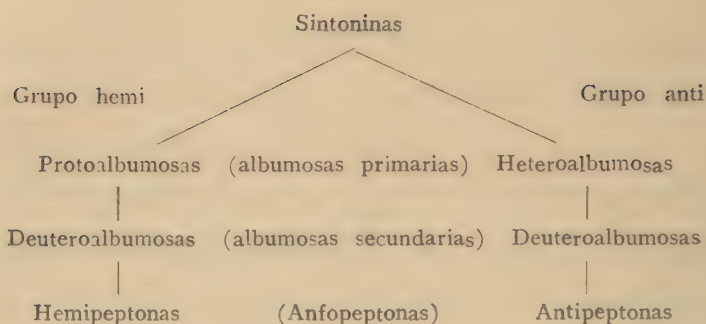 Sintoninas
Grupo hemi Grupo anti
Protoalbumosas (albumosas primarias) Heteroalbumosas
Deuteroalbumosas (albumosas secundarias) Deuteroalbumosas
Hemipeptonas (Anfopeptonas) Antipeptonas